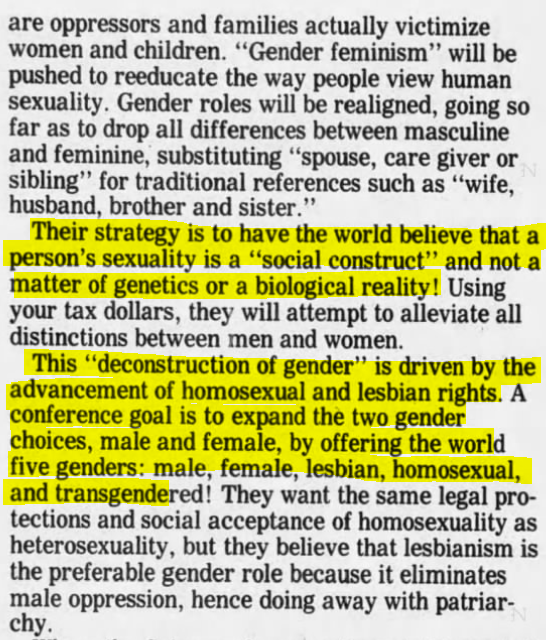 are oppressors and families actually victimize
women and children. “Gender feminism” will be
pushed to reeducate the way people view human
sexuality. Gender roles will be realigned, going so
far as to drop all differences between masculine
and feminine, substituting “spouse, care giver or
sibling” for traditional references such as “wife,
husband, brother and sister.”
Their strategy is to have the world believe that a
person’s sexuality is a “social construct” and not a
matter of genetics or a biological reality! Using
your tax dollars, they will attempt to alleviate all
distinctions between men and women.
This “deconstruction of gender” is driven by the
advancement of homosexual and lesbian rights. A
conference goal is to expand the two gender
choices, male and female, by offering the world
five genders: male, female, lesbian, homosexual,
and transgendered! They want the same legal pro-
tections and social acceptance of homosexuality as
heterosexuality, but they believe that lesbianism is
the preferable gender role because it eliminates
male oppression, hence doing away with patriar-
chy.